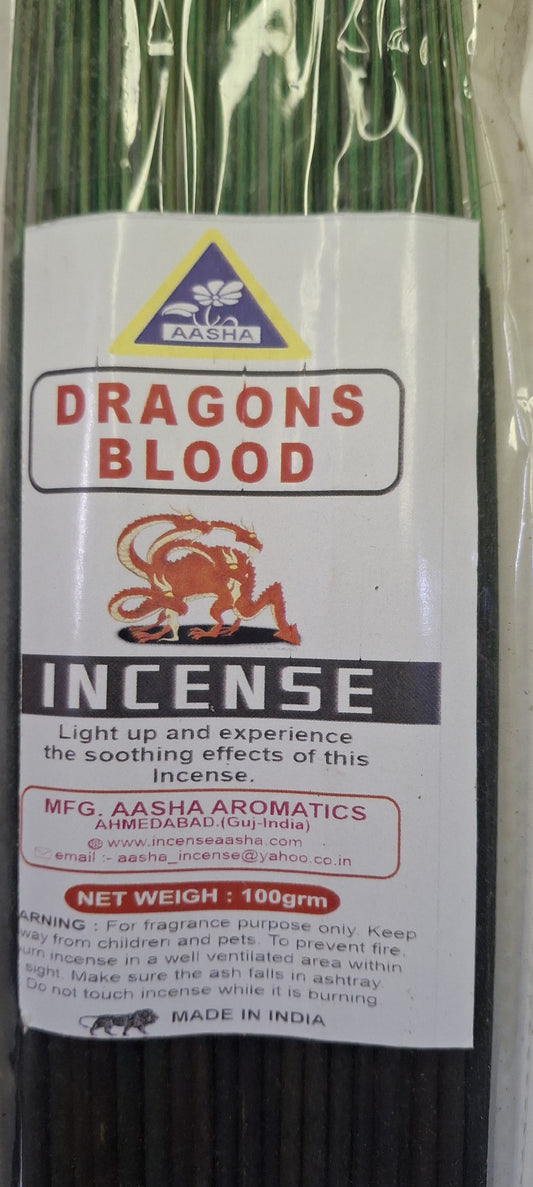 AASHA
DRAGONS
BLOOD
INCENSE
Light up and experience
the soothing effects of this
Incense.
MFG. AASHA AROMATICS
AHMEDABAD.(Guj-India)
www.incenseaasha.com
email :- aasha_incense@yahoo.co.in
NET WEIGH : 100grm
ARNING : For fragrance purpose only. Keep
way from children and pets. To prevent fire,
urn incense in a well ventilated area within
sight. Make sure the ash falls in ashtray.
Do not touch incense while it is burning
MADE IN INDIA